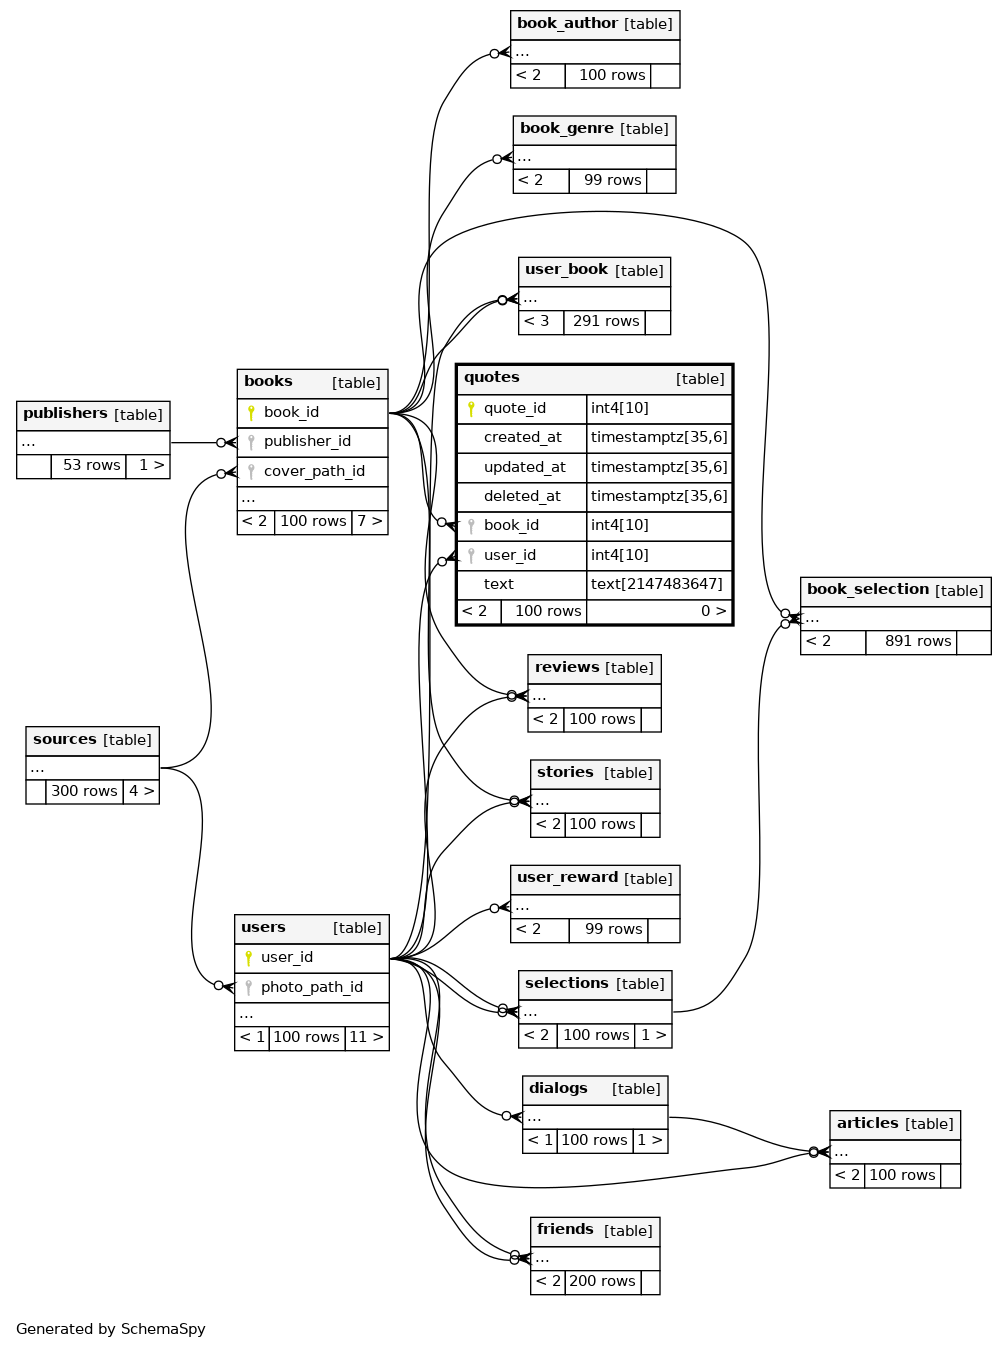 book_author [table]
...
< 2 100 rows
book_genre [table]
...
< 2 99 rows
user_book [table]
...
< 3 291 rows
quotes [table]
quote_id int4[10]
created_at timestamptz[35,6]
updated_at timestamptz[35,6]
deleted_at timestamptz[35,6]
book_id int4[10]
user_id int4[10]
text text[2147483647]
< 2 100 rows 0 >
books [table]
book_id
publisher_id
cover_path_id
...
< 2 100 rows 7 >
publishers [table]
...
53 rows 1 >
book_selection [table]
...
< 2 891 rows
reviews [table]
...
< 2 100 rows
sources [table]
...
300 rows 4 >
stories [table]
...
< 2 100 rows
user_reward [table]
...
< 2 99 rows
users [table]
user_id
photo_path_id
...
< 1 100 rows 11 >
selections [table]
...
< 2 100 rows 1 >
dialogs [table]
...
< 1 100 rows 1 >
articles [table]
...
< 2 100 rows
friends [table]
...
< 2 200 rows
Generated by SchemaSpy